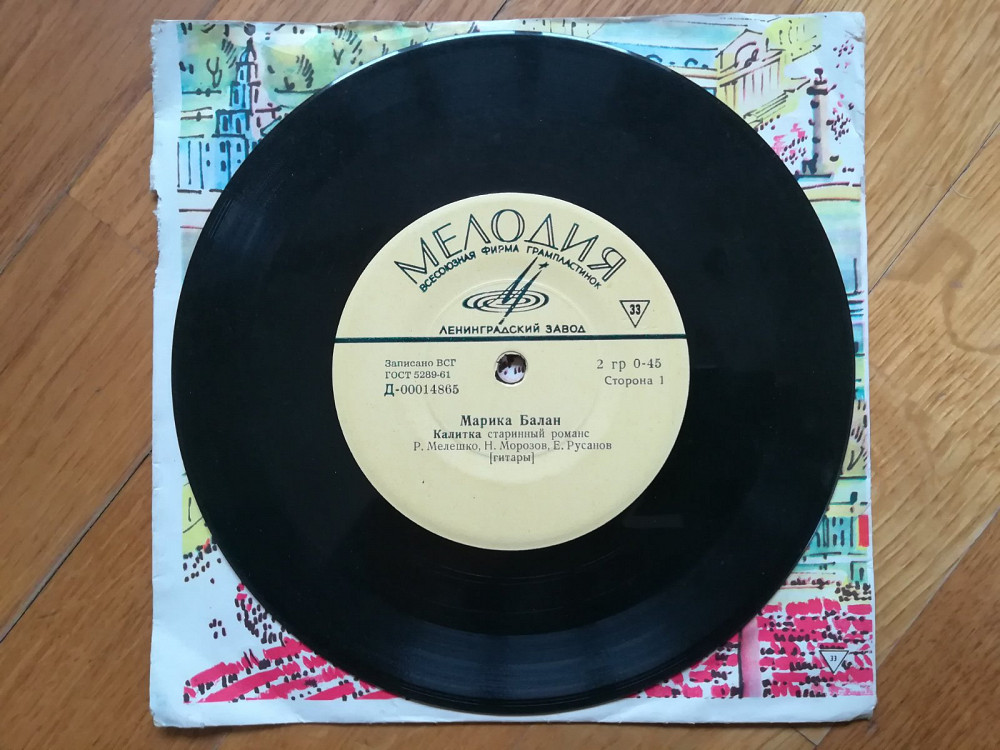 МЕЛОДИЯ
ВСЕСОЮЗНАЯ ФИРМА ГРАМПЛАСТИНОК
33
ЛЕНИНГРАДСКИЙ ЗАВОД
Записано ВСГ
ГОСТ 5289-61
Д-00014865
2 гр 0-45
Сторона 1
Марика Балан
Калитка старинный романс
Р. Мелешко, Н. Морозов, Е. Русанов
[гитары]
33